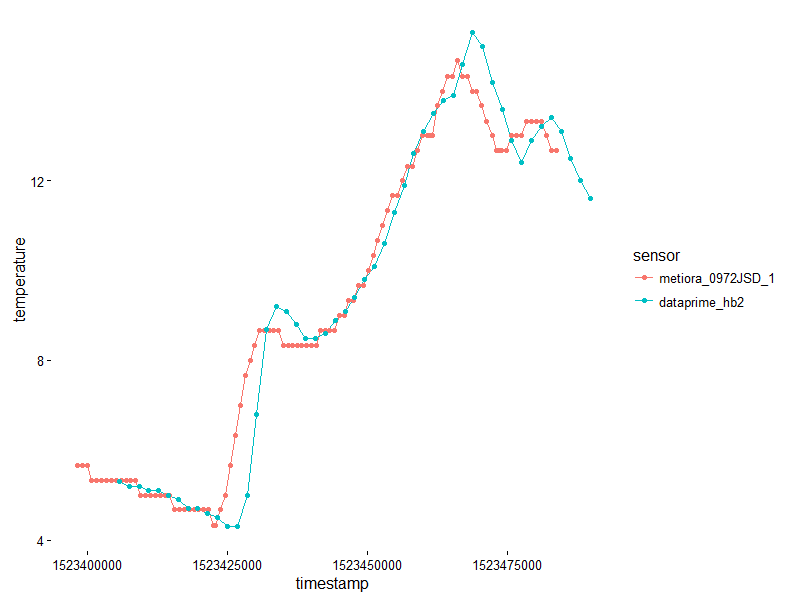 12
8
4
temperature
1523400000
1523425000
1523450000
1523475000
timestamp
sensor
metiora_0972JSD_1
dataprime_hb2